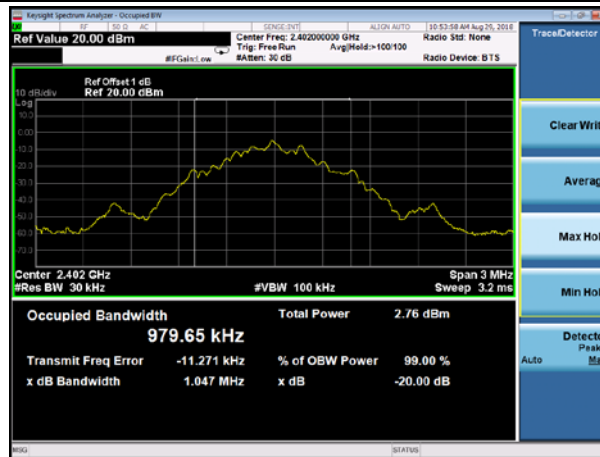 Keysight Spectrum Analyzer - Occupied BW
RF 50 Ω AC SENSE:INT ALIGN AUTO 10:53:58 AM Aug 25, 2018
Ref Value 20.00 dBm Center Freq: 2.402000000 GHz Radio Std: None
Trig: Free Run Avg|Hold:>100/100
#IFGain:Low #Atten: 30 dB Radio Device: BTS
Trace/Detector
Ref Offset 1 dB
10 dB/div Ref 20.00 dBm
Log
10.0
0.00
-10.0
-20.0
-30.0
-40.0
-50.0
-60.0
-70.0
Center 2.402 GHz Span 3 MHz
#Res BW 30 kHz #VBW 100 kHz Sweep 3.2 ms
Occupied Bandwidth Total Power 2.76 dBm
979.65 kHz
Transmit Freq Error -11.271 kHz % of OBW Power 99.00 %
x dB Bandwidth 1.047 MHz x dB -20.00 dB
Clear Writ
Averag
Max Hol
Min Hol
Detecto
Peak
Auto Ma
MSG STATUS